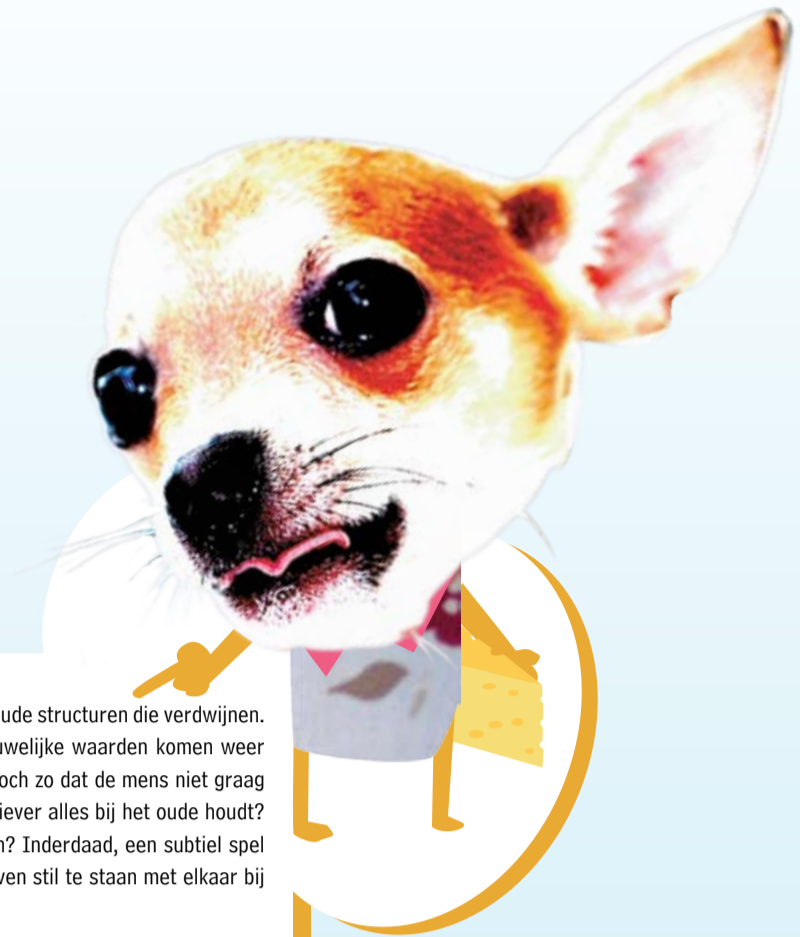 ude structuren die verdwijnen.
uwelijke waarden komen weer
och zo dat de mens niet graag
iever alles bij het oude houdt?
n? Inderdaad, een subtiel spel
ven stil te staan met elkaar bij